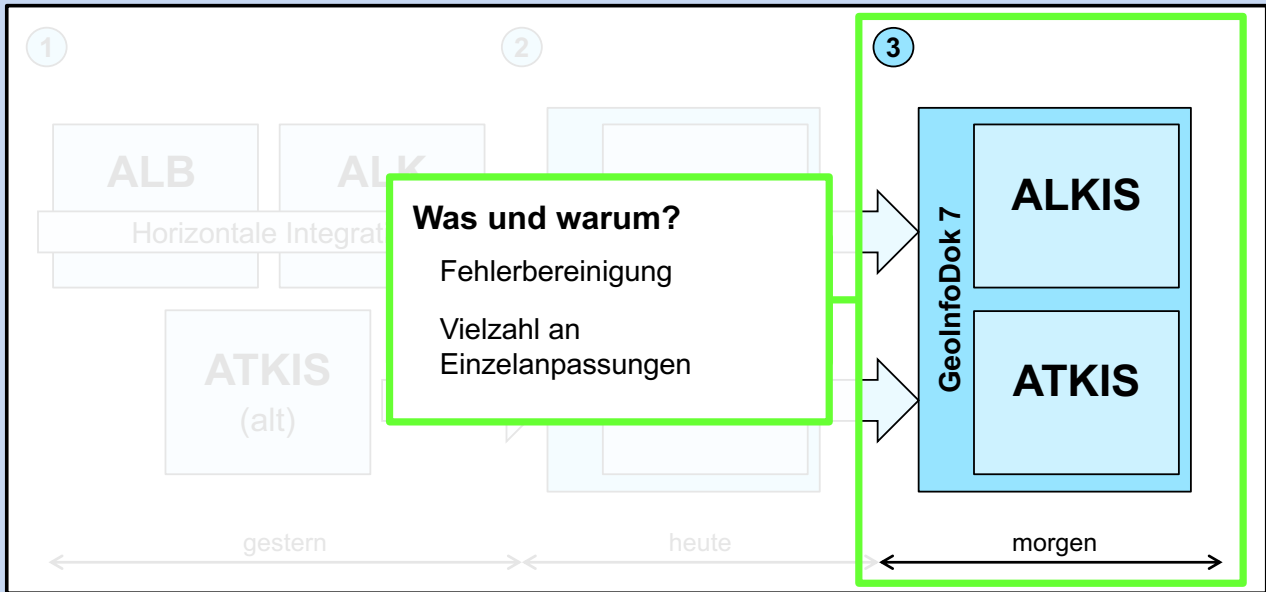 1
2
3
ALB
ALK
ALKIS
Horizontale Integrat
Was und warum?
Fehlerbereinigung
Vielzahl an
Einzelanpassungen
GeoInfoDok 7
ATKIS
(alt)
ATKIS
gestern
heute
morgen